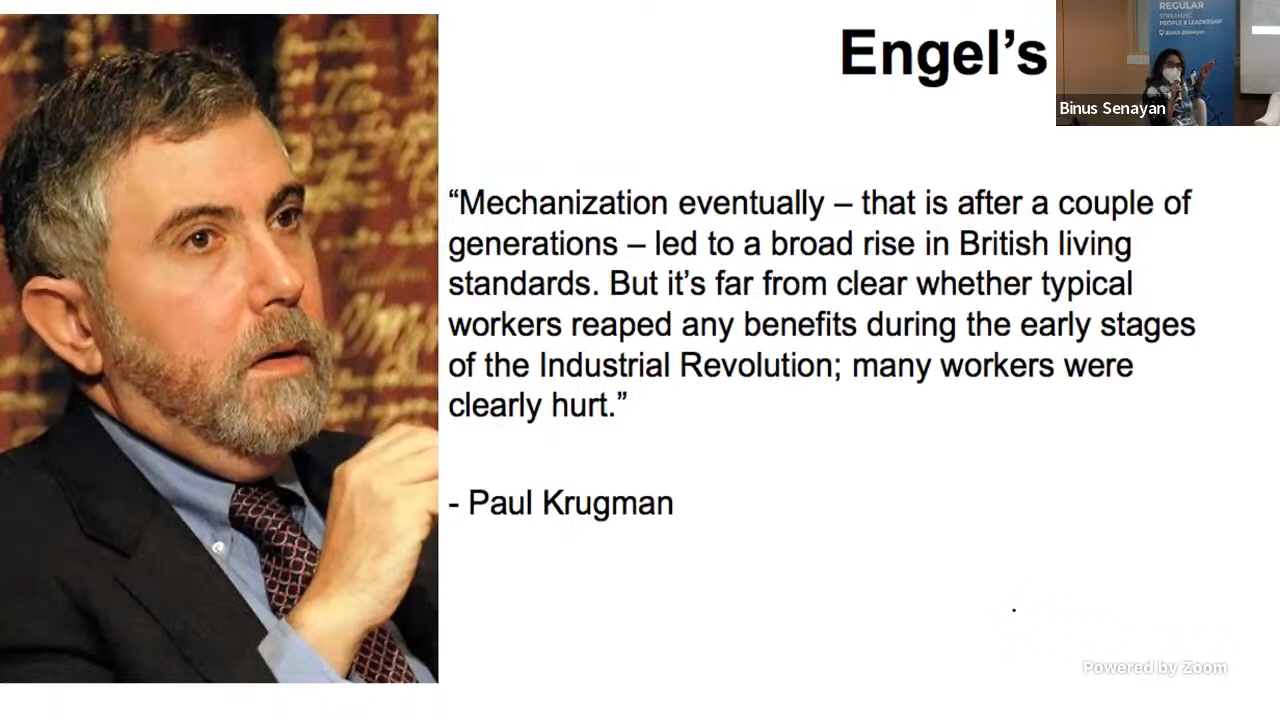 Engel's
REGULAR
STREAMING
PEOPLE & LEADERSHIP
Binus Senayan
“Mechanization eventually – that is after a couple of
generations – led to a broad rise in British living
standards. But it’s far from clear whether typical
workers reaped any benefits during the early stages
of the Industrial Revolution; many workers were
clearly hurt.”
- Paul Krugman
Powered by Zoom